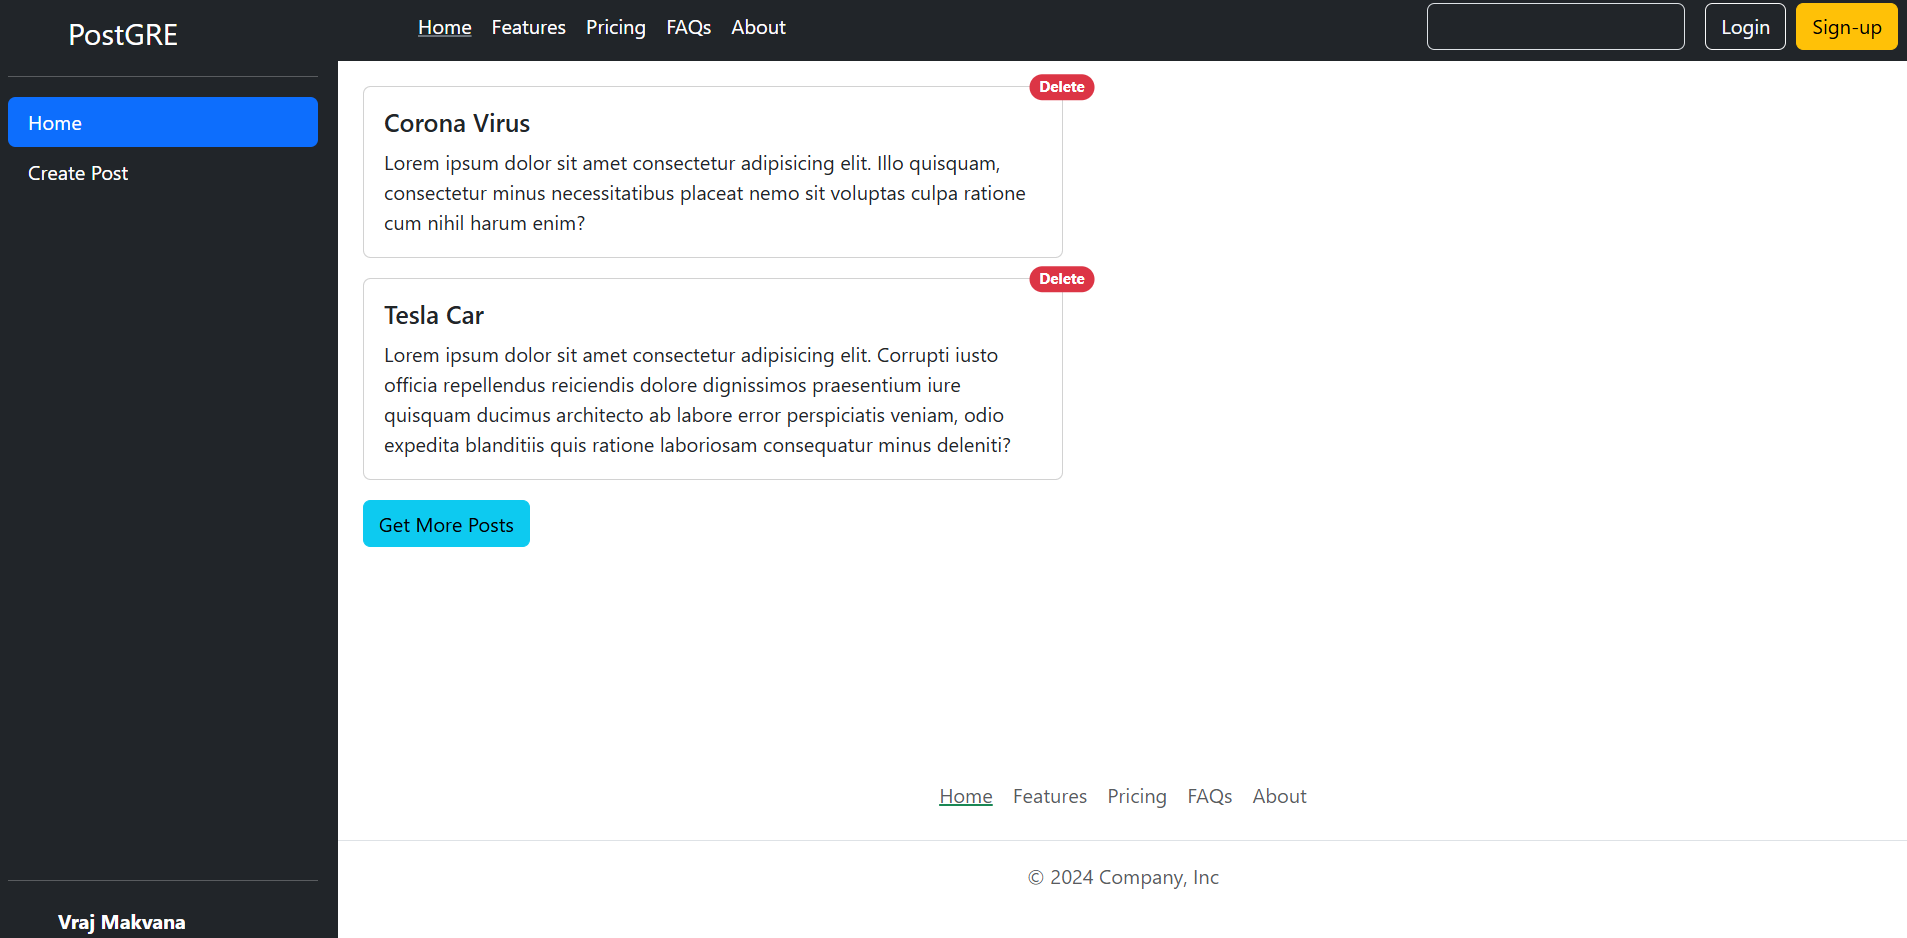 PostGRE
Home
Create Post
Vraj Makvana
Home Features Pricing FAQs About
Login Sign-up
Delete
Corona Virus
Lorem ipsum dolor sit amet consectetur adipisicing elit. Illo quisquam,
consectetur minus necessitatibus placeat nemo sit voluptas culpa ratione
cum nihil harum enim?
Delete
Tesla Car
Lorem ipsum dolor sit amet consectetur adipisicing elit. Corrupti iusto
officia repellendus reiciendis dolore dignissimos praesentium iure
quisquam ducimus architecto ab labore error perspiciatis veniam, odio
expedita blanditiis quis ratione laboriosam consequatur minus deleniti?
Get More Posts
Home Features Pricing FAQs About
© 2024 Company, Inc